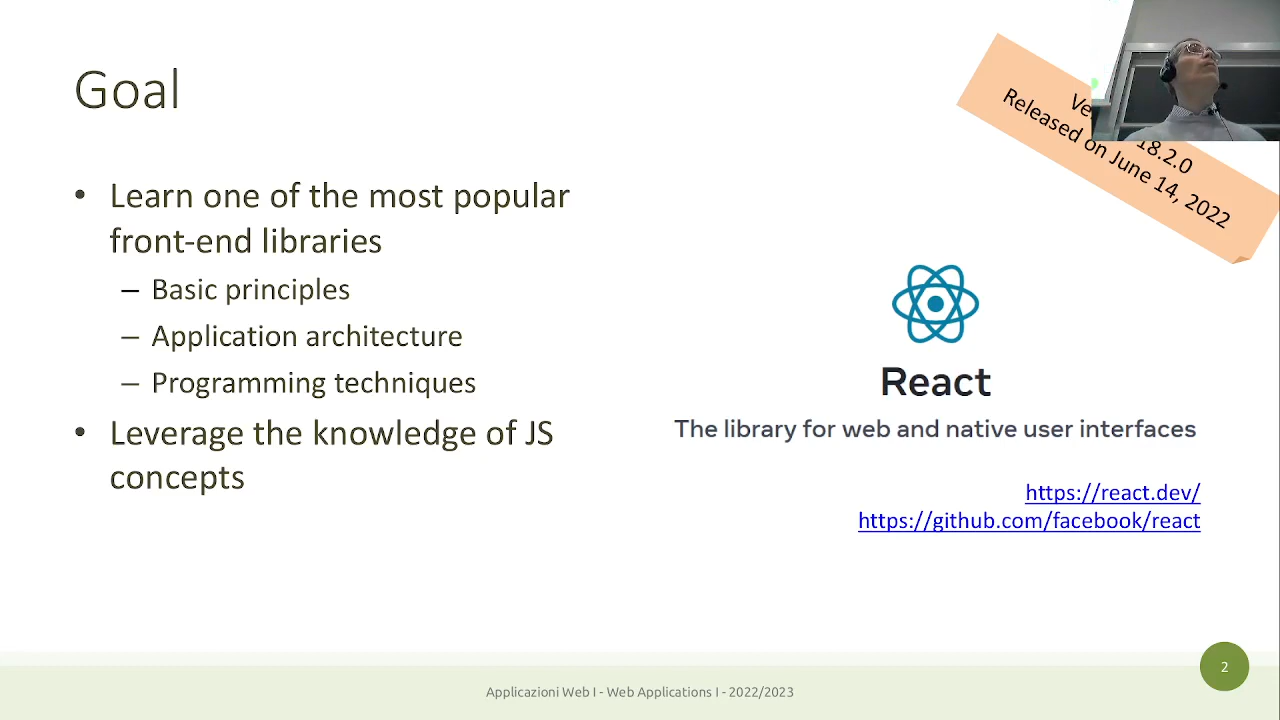 Goal
18.2.0
Released on June 14, 2022
• Learn one of the most popular
front-end libraries
– Basic principles
– Application architecture
– Programming techniques
• Leverage the knowledge of JS
concepts
React
The library for web and native user interfaces
https://react.dev/
https://github.com/facebook/react
Applicazioni Web I - Web Applications I - 2022/2023
2